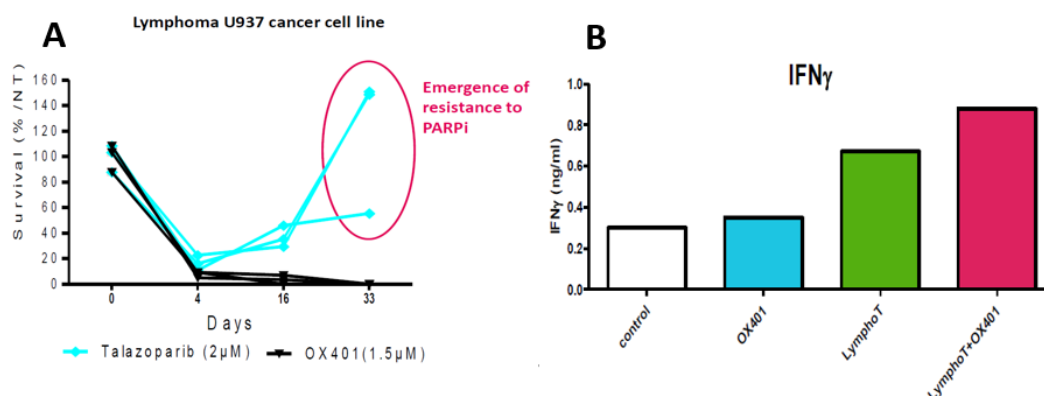 Lymphoma U937 cancer cell line
A
Survival (% /NT)
160
140
120
100
80
60
40
20
0
0 4 16 33
Days
Emergence of
resistance to
PARPi
Talazoparib (2μM) OX401(1.5μM)
B
IFNγ
IFNγ (ng/ml)
1.0
0.8
0.6
0.4
0.2
0.0
control
OX401
LymphoT
LymphoT+OX401